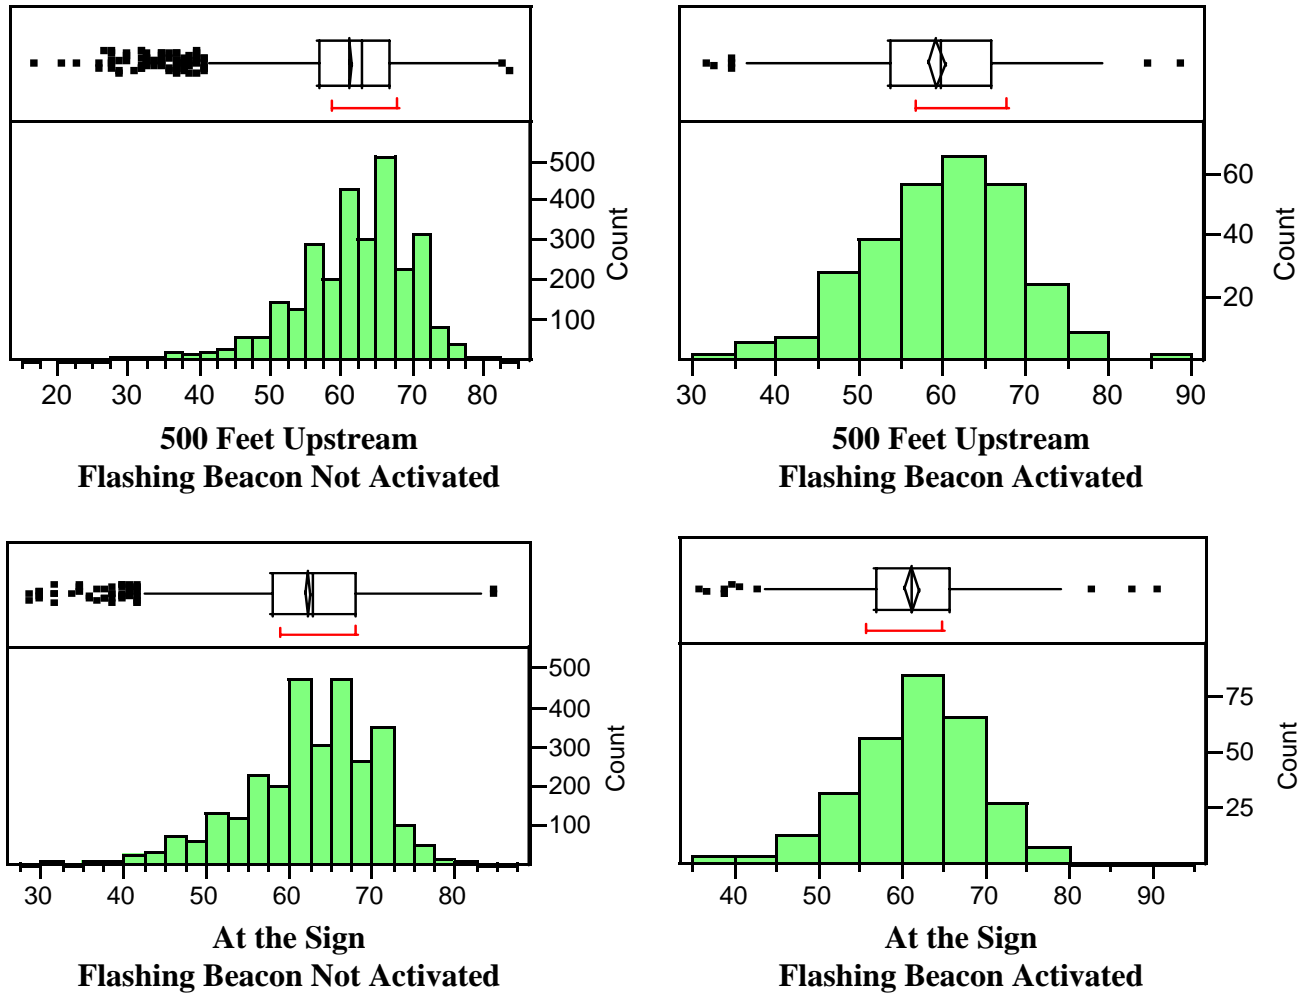 500
400
300
200
100
Count
20 30 40 50 60 70 80
500 Feet Upstream
Flashing Beacon Not Activated
60
40
20
Count
30 40 50 60 70 80 90
500 Feet Upstream
Flashing Beacon Activated
500
400
300
200
100
Count
30 40 50 60 70 80
At the Sign
Flashing Beacon Not Activated
75
50
25
Count
40 50 60 70 80 90
At the Sign
Flashing Beacon Activated